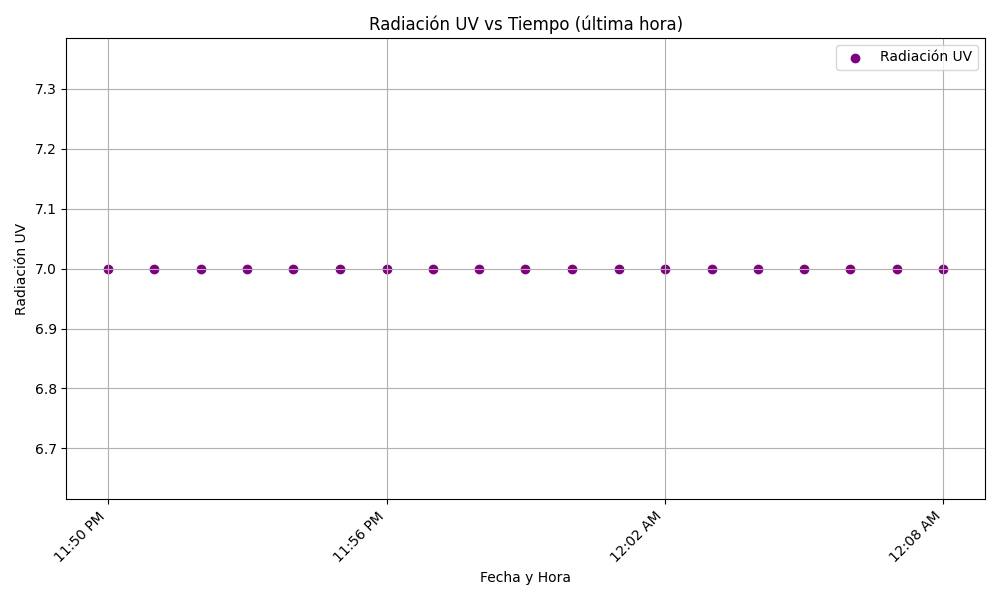 Radiación UV vs Tiempo (última hora)
Radiación UV
7.3
7.2
7.1
7.0
6.9
6.8
6.7
Radiación UV
11:50 PM
11:56 PM
12:02 AM
12:08 AM
Fecha y Hora